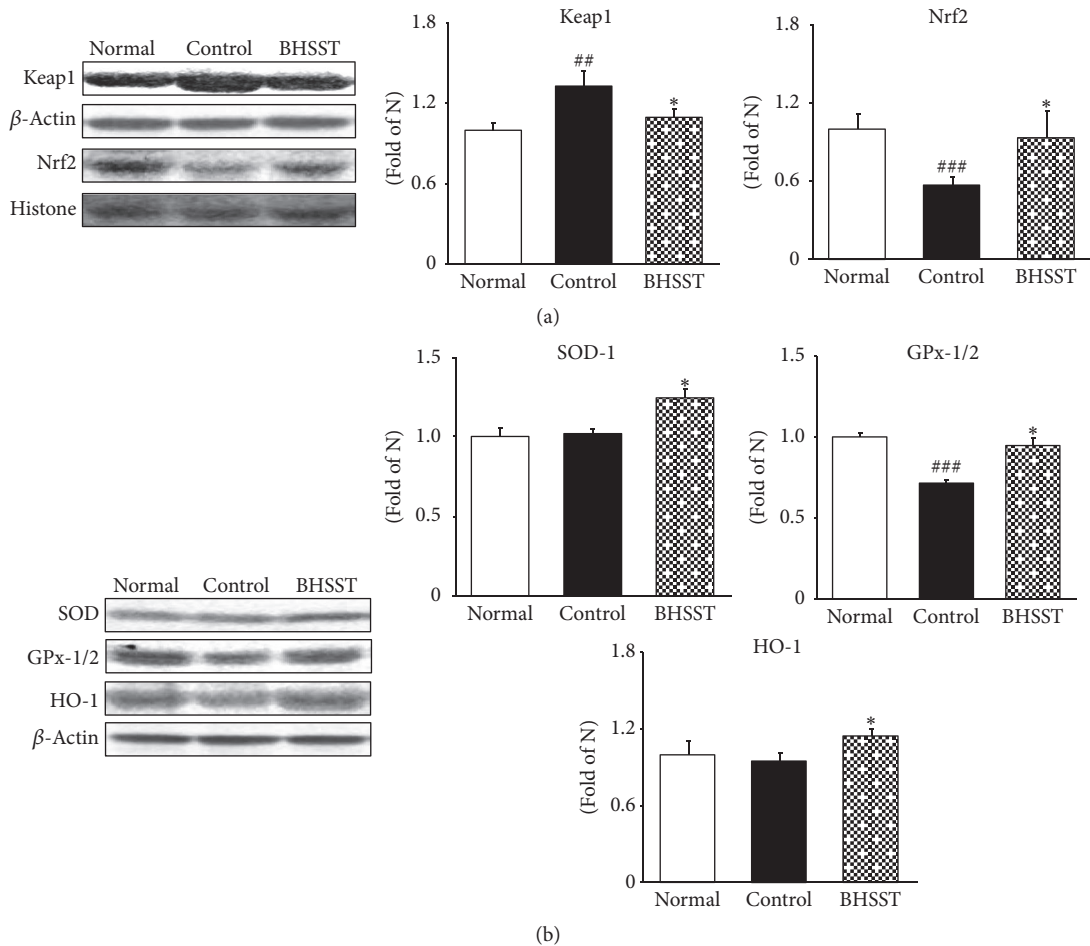 Normal Control BHSST
Keap1
β-Actin
Nrf2
Histone
Keap1
1.8
1.2
0.6
0
(Fold of N)
##
*
Normal Control BHSST
Nrf2
1.8
1.2
0.6
0
(Fold of N)
###
*
Normal Control BHSST
(a)
Normal Control BHSST
SOD
GPx-1/2
HO-1
β-Actin
SOD-1
1.5
1.0
0.5
0
(Fold of N)
*
Normal Control BHSST
GPx-1/2
1.5
1.0
0.5
0
(Fold of N)
###
*
Normal Control BHSST
HO-1
1.8
1.2
0.6
0
(Fold of N)
*
Normal Control BHSST
(b)